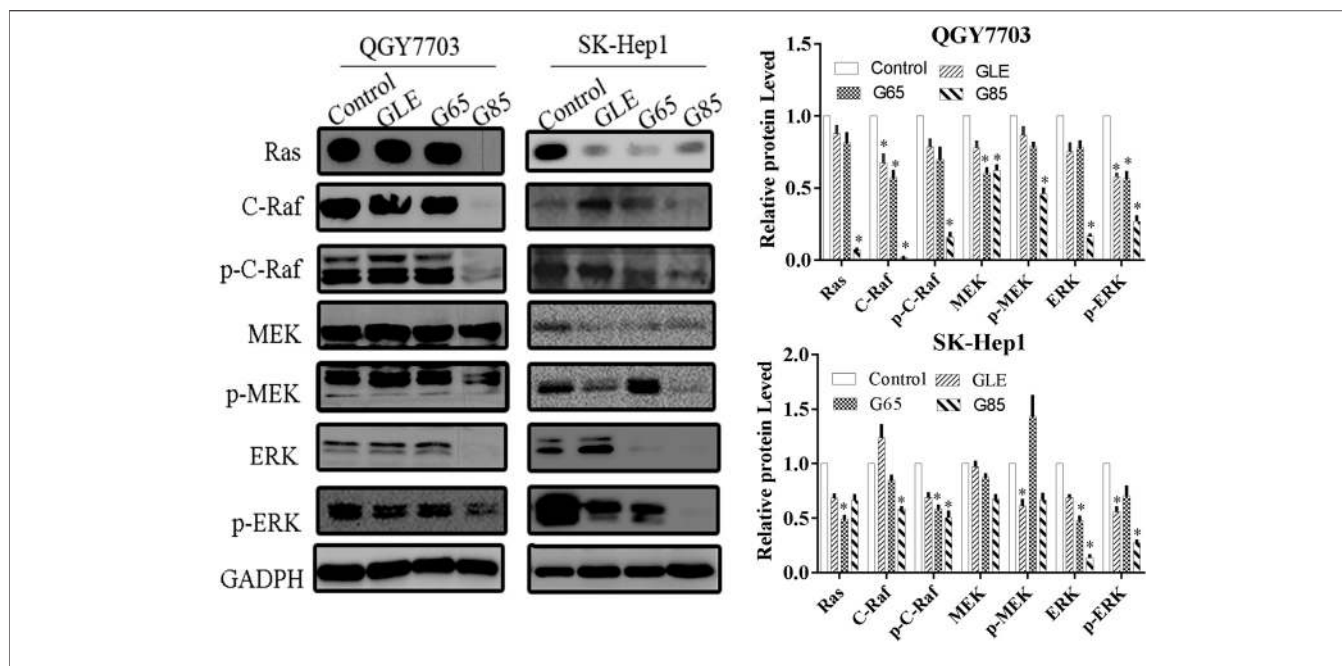 QGY7703
Control GLE G65 G85
SK-Hep1
Control GLE G65 G85
Ras
C-Raf
p-C-Raf
MEK
p-MEK
ERK
p-ERK
GADPH
QGY7703
Relative protein Leved
1.5
1.0
0.5
0.0
Control GLE
G65 G85
* * * * * * * * * * *
Ras C-Raf p-C-Raf MEK p-MEK ERK p-ERK
SK-Hep1
Relative protein Leved
2.0
1.5
1.0
0.5
0.0
Control GLE
G65 G85
* * * * * * * * *
Ras C-Raf p-C-Raf MEK p-MEK ERK p-ERK